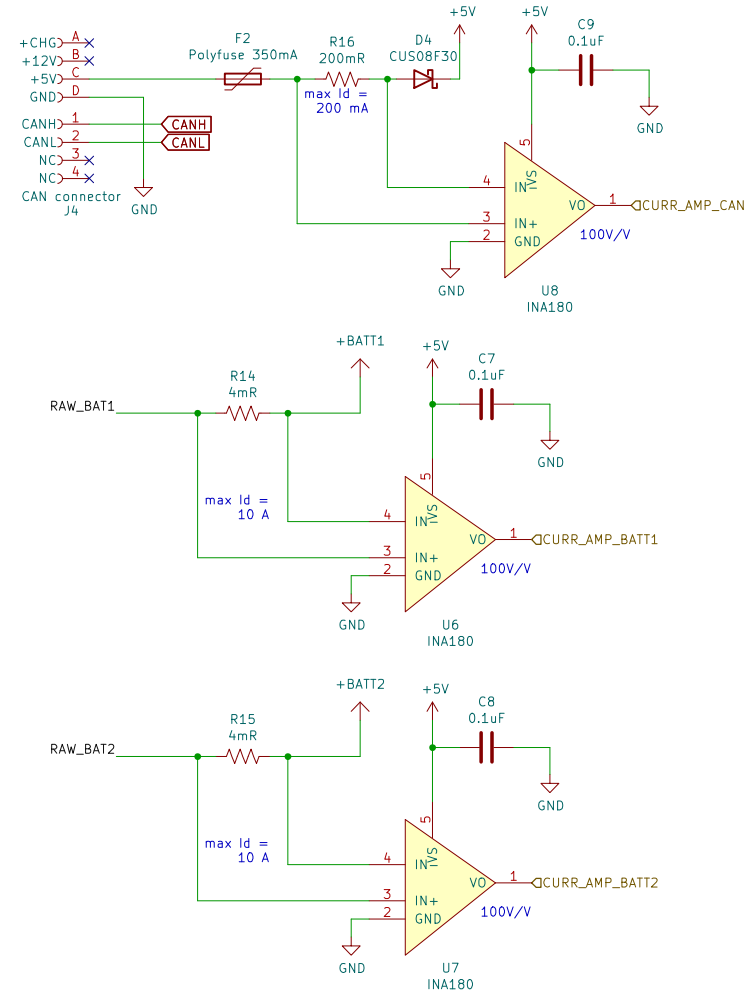 +5V
+5V
C9
0.1uF
+CHG A
+12V B
+5V C
GND D
CANH 1 CANH
CANL 2 CANL
NC 3
NC 4
CAN connector
J4
GND
F2
Polyfuse 350mA
R16
200mR
max Id =
200 mA
D4
CUS08F30
GND
5
VS
4 IN-
3 IN+
2 GND
VO 1 CURR_AMP_CAN
100V/V
GND
U8
INA180
+BATT1
+5V
C7
0.1uF
R14
4mR
RAW_BAT1
GND
max Id =
10 A
5
VS
4 IN-
3 IN+
2 GND
VO 1 CURR_AMP_BATT1
100V/V
GND
U6
INA180
+BATT2
+5V
C8
0.1uF
R15
4mR
RAW_BAT2
GND
max Id =
10 A
5
VS
4 IN-
3 IN+
2 GND
VO 1 CURR_AMP_BATT2
100V/V
GND
U7
INA180